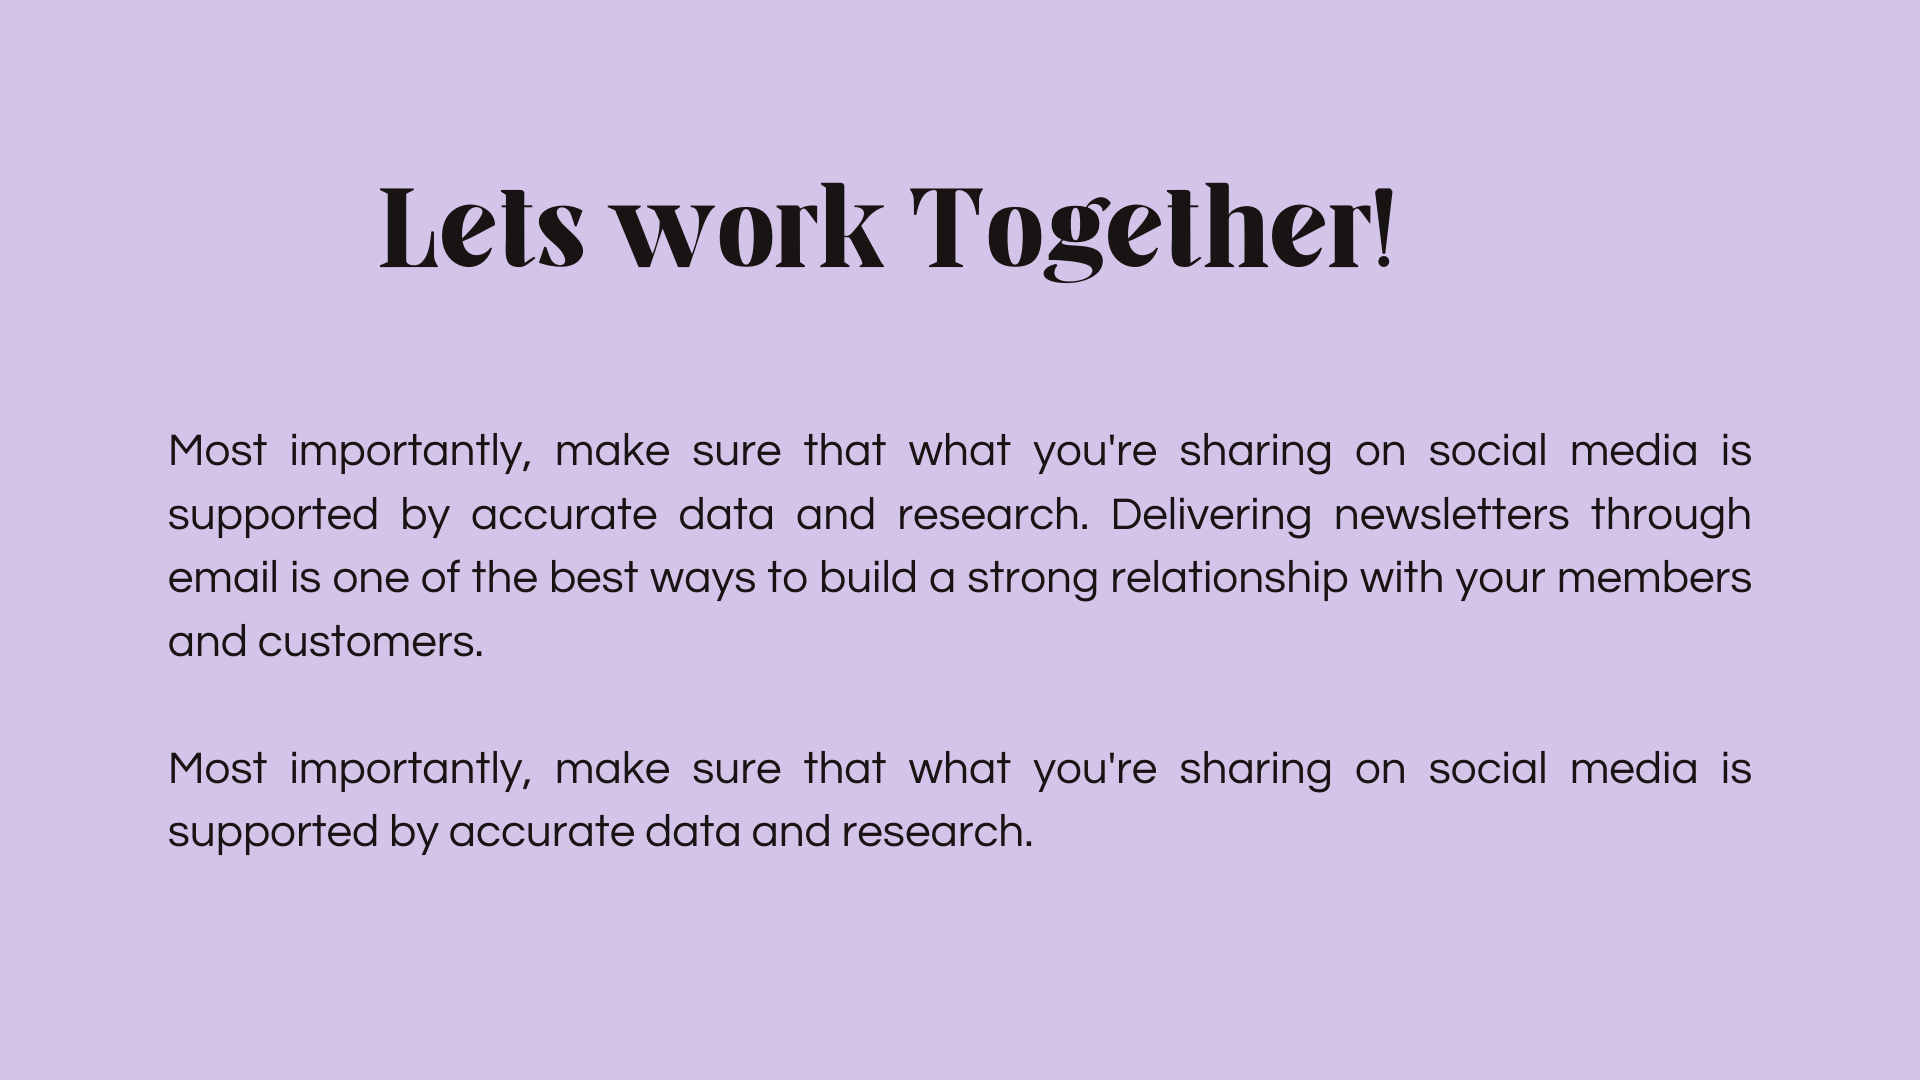 Lets work Together!
Most importantly, make sure that what you're sharing on social media is
supported by accurate data and research. Delivering newsletters through
email is one of the best ways to build a strong relationship with your members
and customers.
Most importantly, make sure that what you're sharing on social media is
supported by accurate data and research.